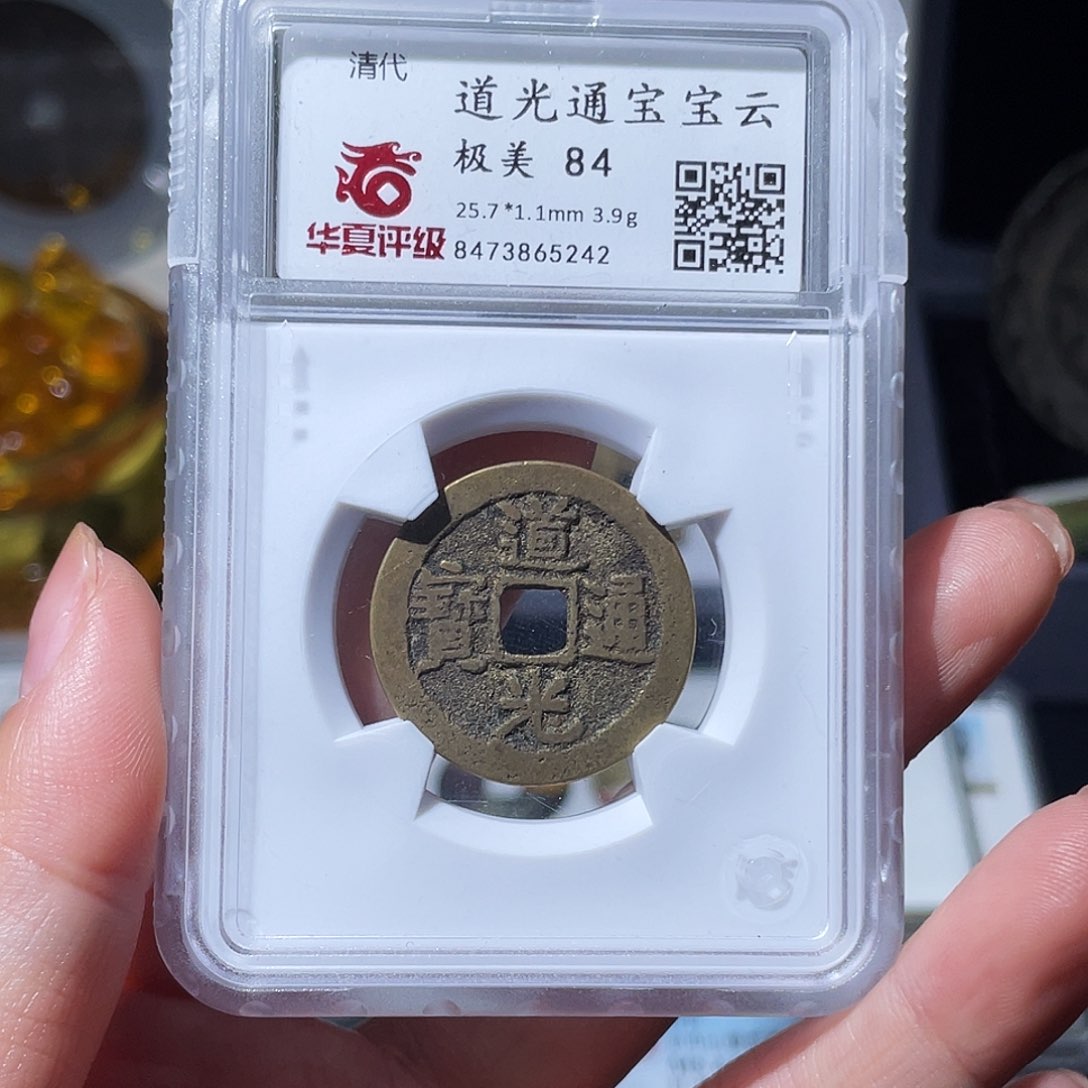 清代
道光通宝宝云
极美 84
25.7*1.1mm 3.9g
华夏评级
8473865242
道
寶 通
光